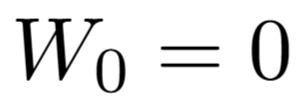 W₀ = 0